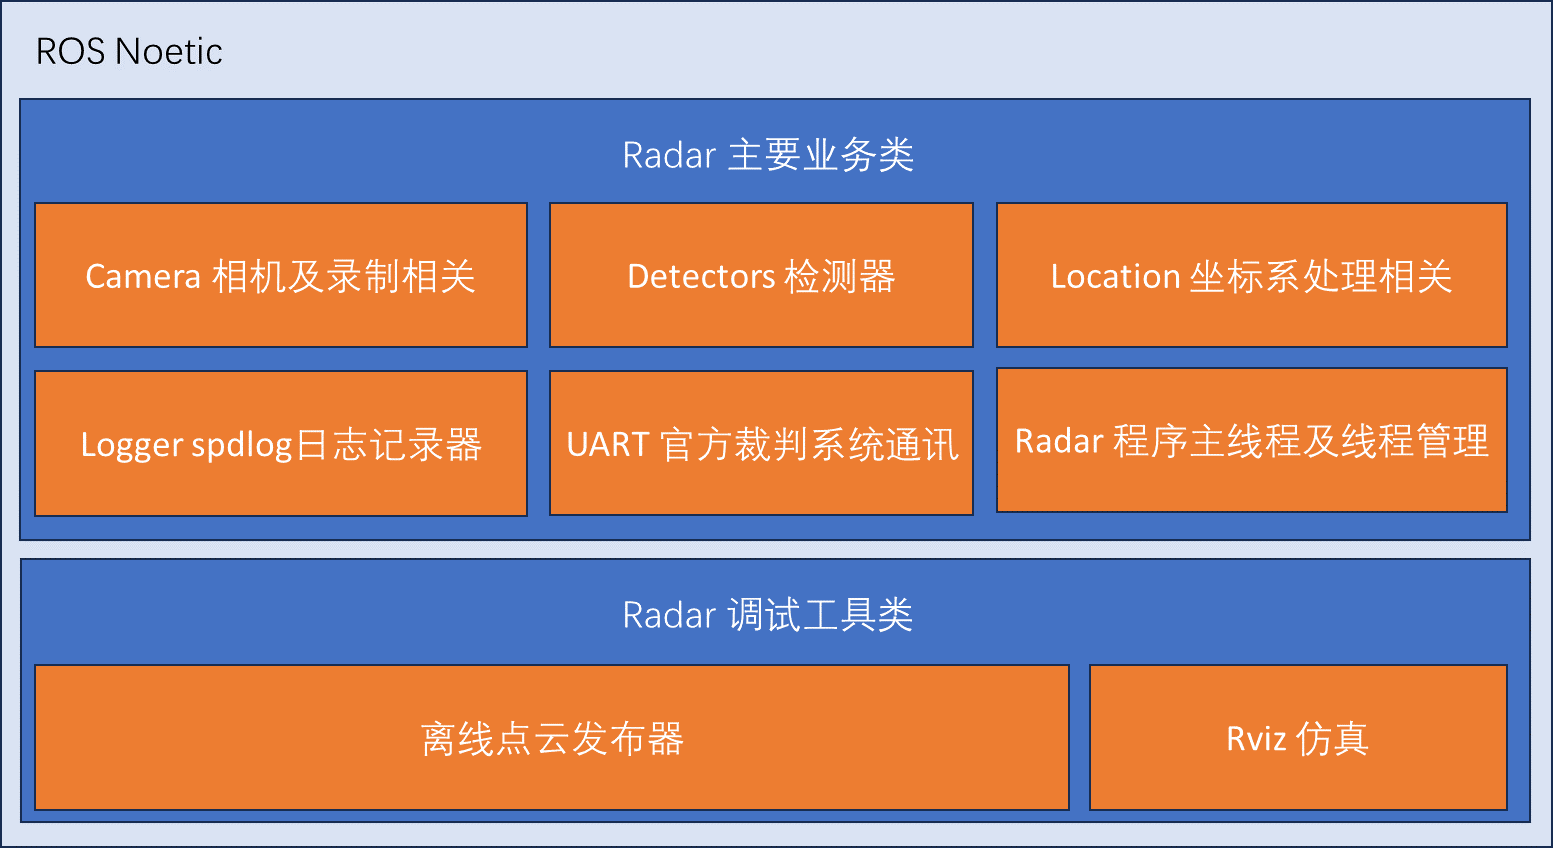 ROS Noetic
Radar 主要业务类
Camera 相机及录制相关
Detectors 检测器
Location 坐标系处理相关
Logger spdlog日志记录器
UART 官方裁判系统通讯
Radar 程序主线程及线程管理
Radar 调试工具类
离线点云发布器
Rviz 仿真